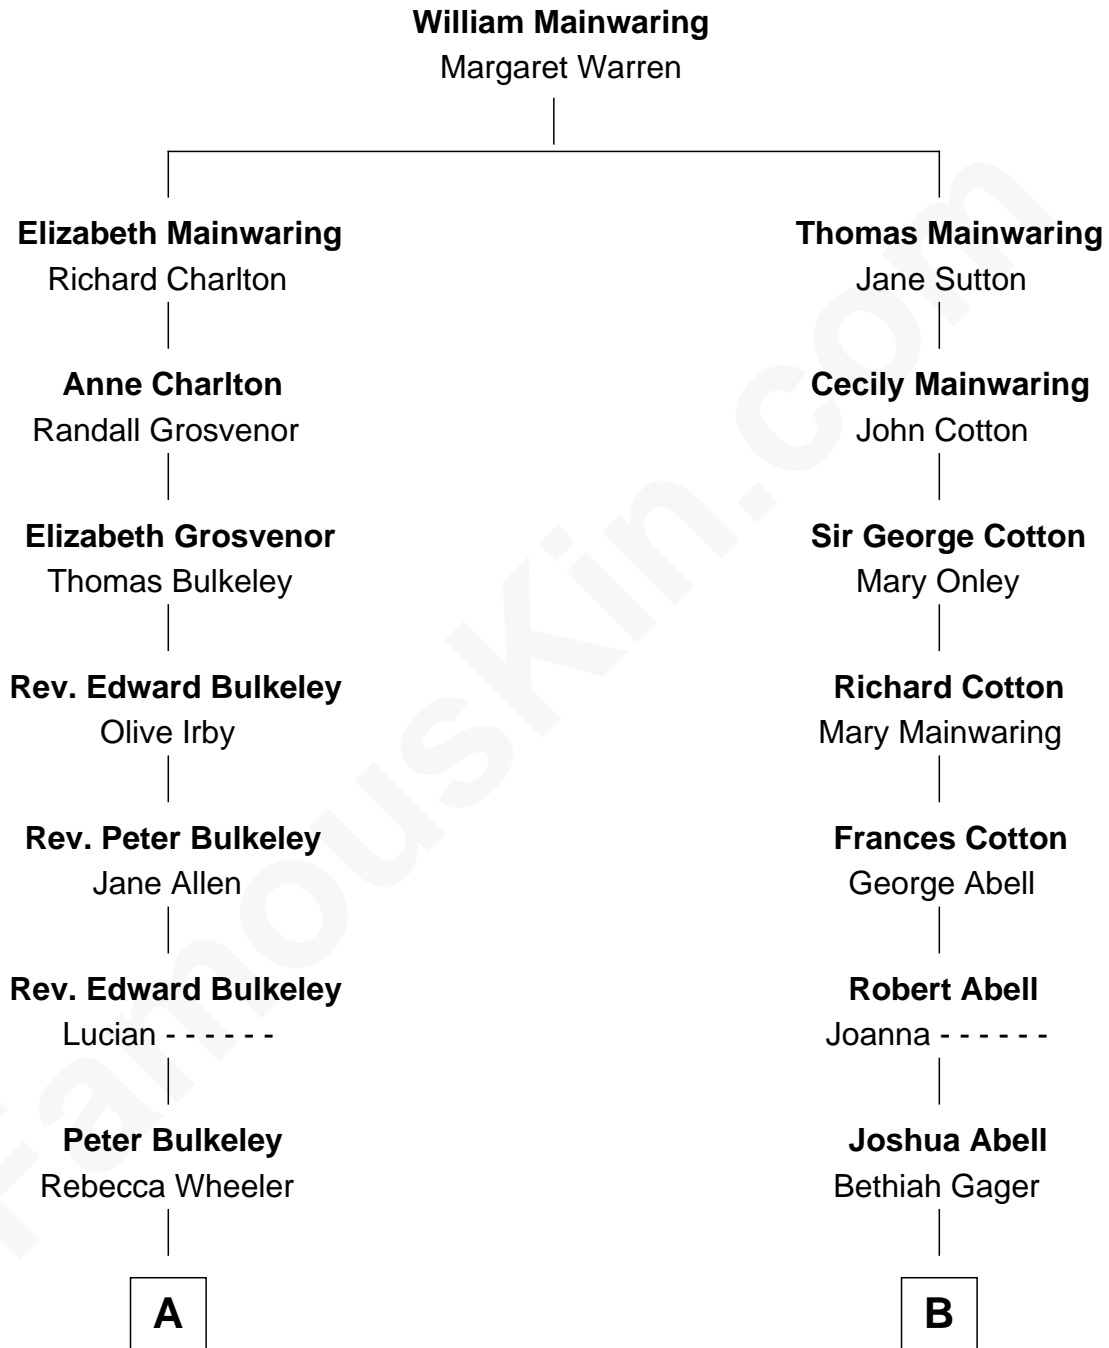 William Mainwaring
Margaret Warren
Elizabeth Mainwaring
Richard Charlton
Thomas Mainwaring
Jane Sutton
Anne Charlton
Randall Grosvenor
Cecily Mainwaring
John Cotton
Elizabeth Grosvenor
Thomas Bulkeley
Sir George Cotton
Mary Onley
Rev. Edward Bulkeley
Olive Irby
Richard Cotton
Mary Mainwaring
Rev. Peter Bulkeley
Jane Allen
Frances Cotton
George Abell
Rev. Edward Bulkeley
Lucian - - - - - -
Robert Abell
Joanna - - - - - -
Peter Bulkeley
Rebecca Wheeler
Joshua Abell
Bethiah Gager
A
B
FamousKin.com